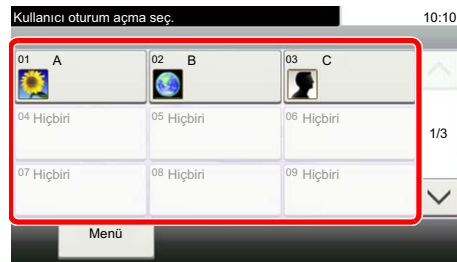 Kullanıcı oturum açma seç. 10:10
01 A 02 B 03 C
04 Hiçbiri 05 Hiçbiri 06 Hiçbiri
1/3
07 Hiçbiri 08 Hiçbiri 09 Hiçbiri
Menü